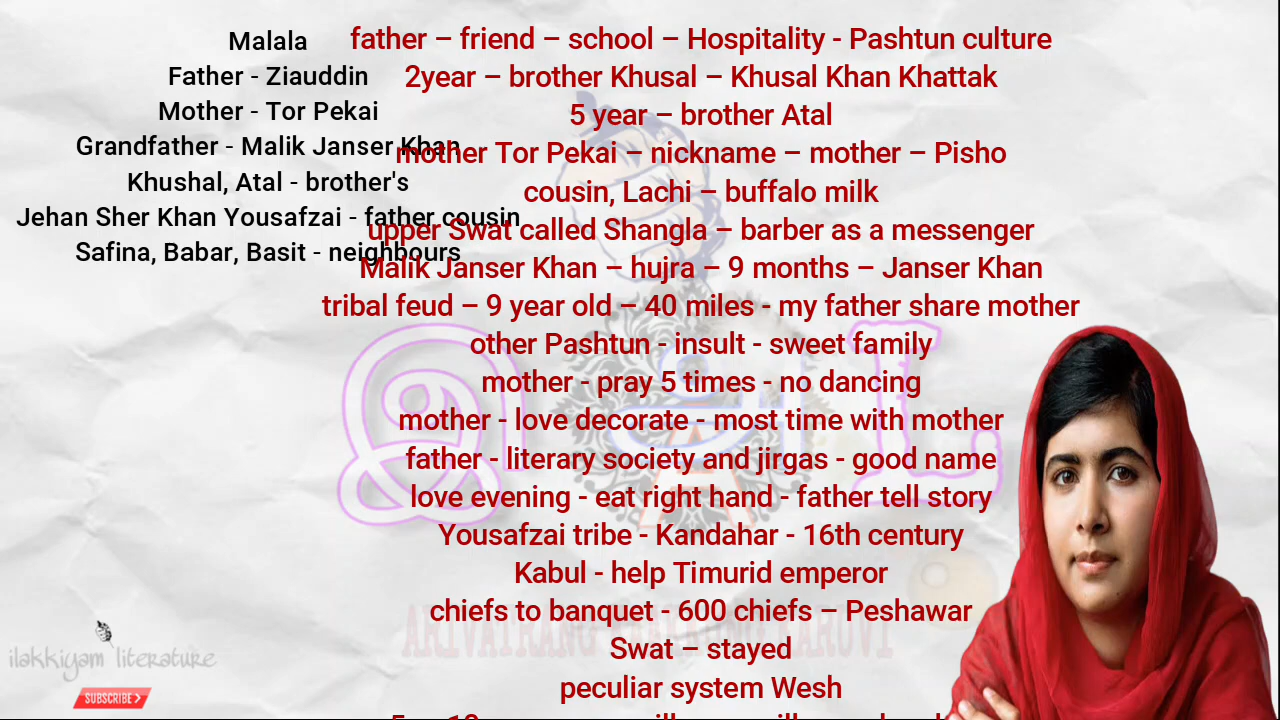 Malala
Father - Ziauddin
Mother - Tor Pekai
Grandfather - Malik Janser Khan
Khushal, Atal - brother's
Jehan Sher Khan Yousafzai - father cousin
Safina, Babar, Basit - neighbours
father – friend – school – Hospitality - Pashtun culture
2year – brother Khusal – Khusal Khan Khattak
5 year – brother Atal
mother Tor Pekai – nickname – mother – Pisho
cousin, Lachi – buffalo milk
upper Swat called Shangla – barber as a messenger
Malik Janser Khan – hujra – 9 months – Janser Khan
tribal feud – 9 year old – 40 miles - my father share mother
other Pashtun - insult - sweet family
mother - pray 5 times - no dancing
mother - love decorate - most time with mother
father - literary society and jirgas - good name
love evening - eat right hand - father tell story
Yousafzai tribe - Kandahar - 16th century
Kabul - help Timurid emperor
chiefs to banquet - 600 chiefs – Peshawar
Swat – stayed
peculiar system Wesh
இ L
ilakkiyam literature
SUBSCRIBE >